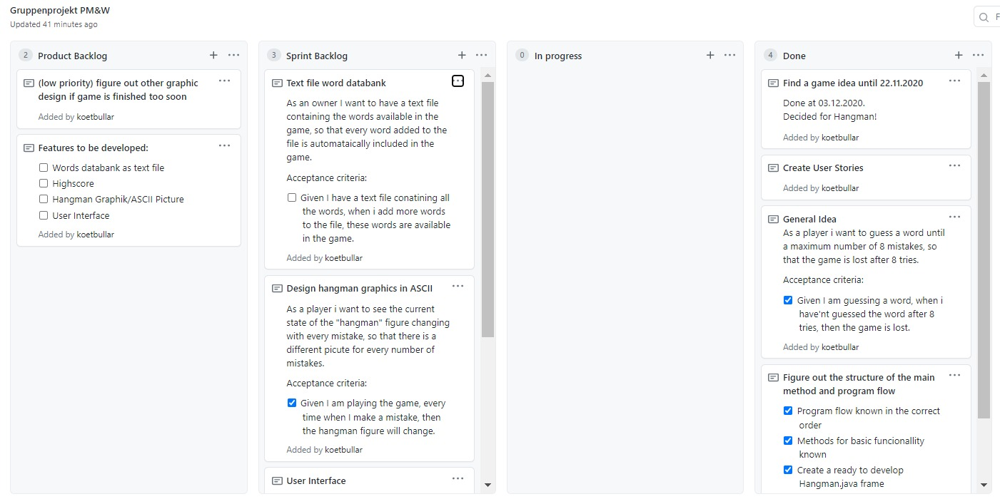 Gruppenprojekt PM&W
Updated 41 minutes ago
F
2 Product Backlog
(low priority) figure out other graphic
design if game is finished too soon
Added by koetbullar
Features to be developed:
Words databank as text file
Highscore
Hangman Graphik/ASCII Picture
User Interface
Added by koetbullar
3 Sprint Backlog
Text file word databank
As an owner I want to have a text file
containing the words available in the
game, so that every word added to the
file is automataically included in the
game.
Acceptance criteria:
Given I have a text file conatining all
the words, when i add more words
to the file, these words are available
in the game.
Added by koetbullar
Design hangman graphics in ASCII
As a player i want to see the current
state of the "hangman" figure changing
with every mistake, so that there is a
different picute for every number of
mistakes.
Acceptance criteria:
Given I am playing the game, every
time when I make a mistake, then
the hangman figure will change.
Added by koetbullar
User Interface
0 In progress
4 Done
Find a game idea until 22.11.2020
Done at 03.12.2020.
Decided for Hangman!
Added by koetbullar
Create User Stories
Added by koetbullar
General Idea
As a player i want to guess a word until
a maximum number of 8 mistakes, so
that the game is lost after 8 tries.
Acceptance criteria:
Given I am guessing a word, when i
have'nt guessed the word after 8
tries, then the game is lost.
Added by koetbullar
Figure out the structure of the main
method and program flow
Program flow known in the correct
order
Methods for basic funcionallity
known
Create a ready to develop
Hangman.java frame